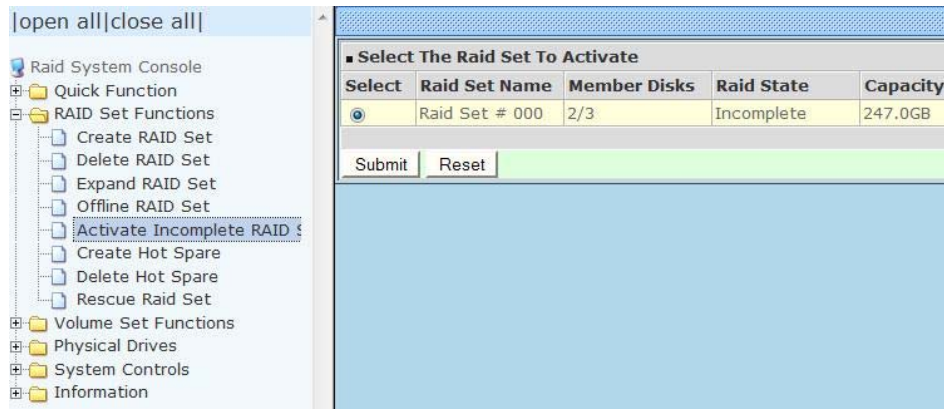 |open all|close all|
Raid System Console
Quick Function
RAID Set Functions
Create RAID Set
Delete RAID Set
Expand RAID Set
Offline RAID Set
Activate Incomplete RAID
Create Hot Spare
Delete Hot Spare
Rescue Raid Set
Volume Set Functions
Physical Drives
System Controls
Information
Select The Raid Set To Activate
Select Raid Set Name Member Disks Raid State Capacity
Raid Set # 000 2/3 Incomplete 247.0GB
Submit Reset